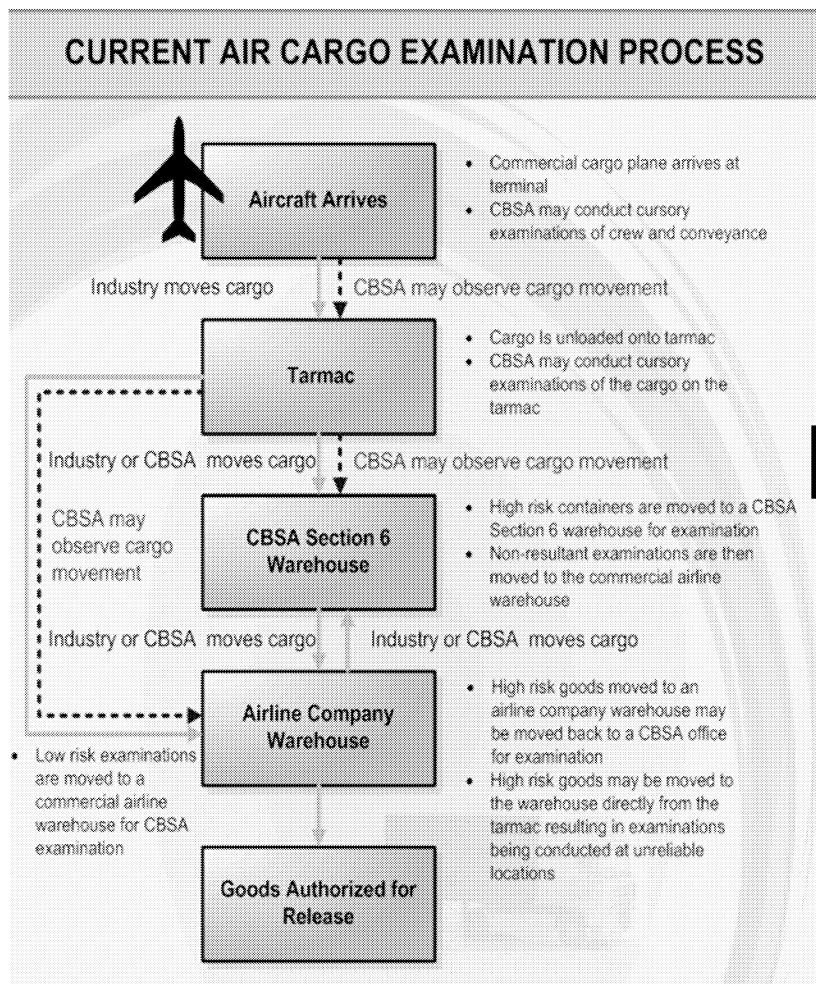 CURRENT AIR CARGO EXAMINATION PROCESS
Aircraft Arrives
• Commercial cargo plane arrives at
terminal
• CBSA may conduct cursory
examinations of crew and conveyance
Industry moves cargo
CBSA may observe cargo movement
Tarmac
• Cargo is unloaded onto tarmac
• CBSA may conduct cursory
examinations of the cargo on the
tarmac
Industry or CBSA moves cargo
CBSA may observe cargo movement
CBSA may
observe cargo
movement
CBSA Section 6
Warehouse
• High risk containers are moved to a CBSA
Section 6 warehouse for examination
• Non-resultant examinations are then
moved to the commercial airline
warehouse
Industry or CBSA moves cargo
Industry or CBSA moves cargo
Airline Company
Warehouse
• High risk goods moved to an
airline company warehouse may
be moved back to a CBSA office
for examination
• High risk goods may be moved to
the warehouse directly from the
tarmac resulting in examinations
being conducted at unreliable
locations
• Low risk examinations
are moved to a
commercial airline
warehouse for CBSA
examination
Goods Authorized for
Release